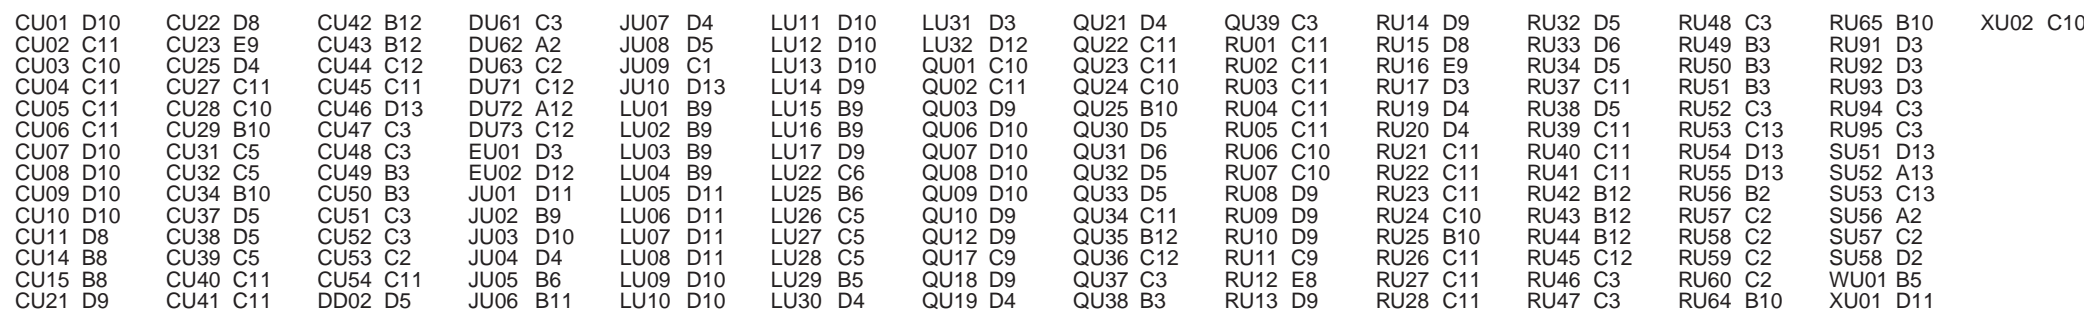 CU01 D10 CU22 D8 CU42 B12 DU61 C3 JU07 D4 LU11 D10 LU31 D3 QU21 D4 QU39 C3 RU14 D9 RU32 D5 RU48 C3 RU65 B10 XU02 C10
CU02 C11 CU23 E9 CU43 B12 DU62 A2 JU08 D5 LU12 D10 LU32 D12 QU22 C11 RU01 C11 RU15 D8 RU33 D6 RU49 B3 RU91 D3
CU03 C10 CU25 D4 CU44 C12 DU63 C2 JU09 C1 LU13 D10 QU01 C10 QU23 C11 RU02 C11 RU16 E9 RU34 D5 RU50 B3 RU92 D3
CU04 C11 CU27 C11 CU45 C11 DU71 C12 JU10 D13 LU14 D9 QU02 C11 QU24 C10 RU03 C11 RU17 D3 RU37 C11 RU51 B3 RU93 D3
CU05 C11 CU28 C10 CU46 D13 DU72 A12 LU01 B9 LU15 B9 QU03 D9 QU25 B10 RU04 C11 RU19 D4 RU38 D5 RU52 C3 RU94 C3
CU06 C11 CU29 B10 CU47 C3 DU73 C12 LU02 B9 LU16 B9 QU06 D10 QU30 D5 RU05 C11 RU20 D4 RU39 C11 RU53 C13 RU95 C3
CU07 D10 CU31 C5 CU48 C3 EU01 D3 LU03 B9 LU17 D9 QU07 D10 QU31 D6 RU06 C10 RU21 C11 RU40 C11 RU54 D13 SU51 D13
CU08 D10 CU32 C5 CU49 B3 EU02 D12 LU04 B9 LU22 C6 QU08 D10 QU32 D5 RU07 C10 RU22 C11 RU41 C11 RU55 D13 SU52 A13
CU09 D10 CU34 B10 CU50 B3 JU01 D11 LU05 D11 LU25 B6 QU09 D10 QU33 D5 RU08 D9 RU23 C11 RU42 B12 RU56 B2 SU53 C13
CU10 D10 CU37 D5 CU51 C3 JU02 B9 LU06 D11 LU26 C5 QU10 D9 QU34 C11 RU09 D9 RU24 C10 RU43 B12 RU57 C2 SU56 A2
CU11 D8 CU38 D5 CU52 C3 JU03 D10 LU07 D11 LU27 C5 QU12 D9 QU35 B12 RU10 D9 RU25 B10 RU44 B12 RU58 C2 SU57 C2
CU14 B8 CU39 C5 CU53 C2 JU04 D4 LU08 D11 LU28 C5 QU17 C9 QU36 C12 RU11 C9 RU26 C11 RU45 C12 RU59 C2 SU58 D2
CU15 B8 CU40 C11 CU54 C11 JU05 B6 LU09 D10 LU29 B5 QU18 D9 QU37 C3 RU12 E8 RU27 C11 RU46 C3 RU60 C2 WU01 B5
CU21 D9 CU41 C11 DD02 D5 JU06 B11 LU10 D10 LU30 D4 QU19 D4 QU38 B3 RU13 D9 RU28 C11 RU47 C3 RU64 B10 XU01 D11